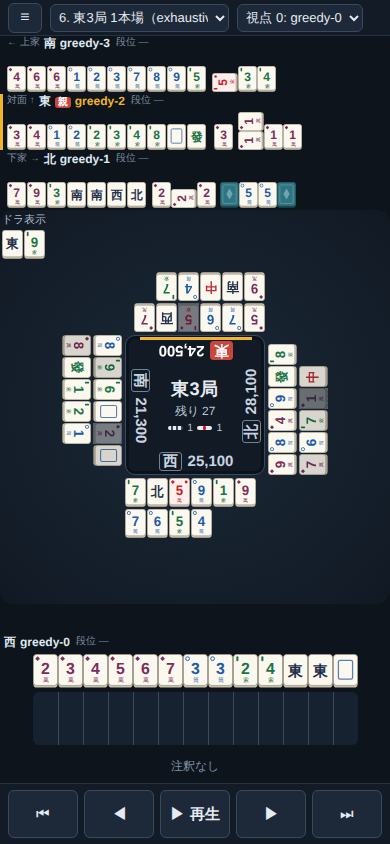 6. 東3局 1本場（exhaustiv
視点 0: greedy-0
← 上家 南 greedy-3 段位 —
対面 ↑ 東 親 greedy-2 段位 —
下家 → 北 greedy-1 段位 —
ドラ表示
東 24,500
南 21,300
東3局
残り 27
1 1
北 28,100
西 25,100
西 greedy-0 段位 —
注釈なし
再生